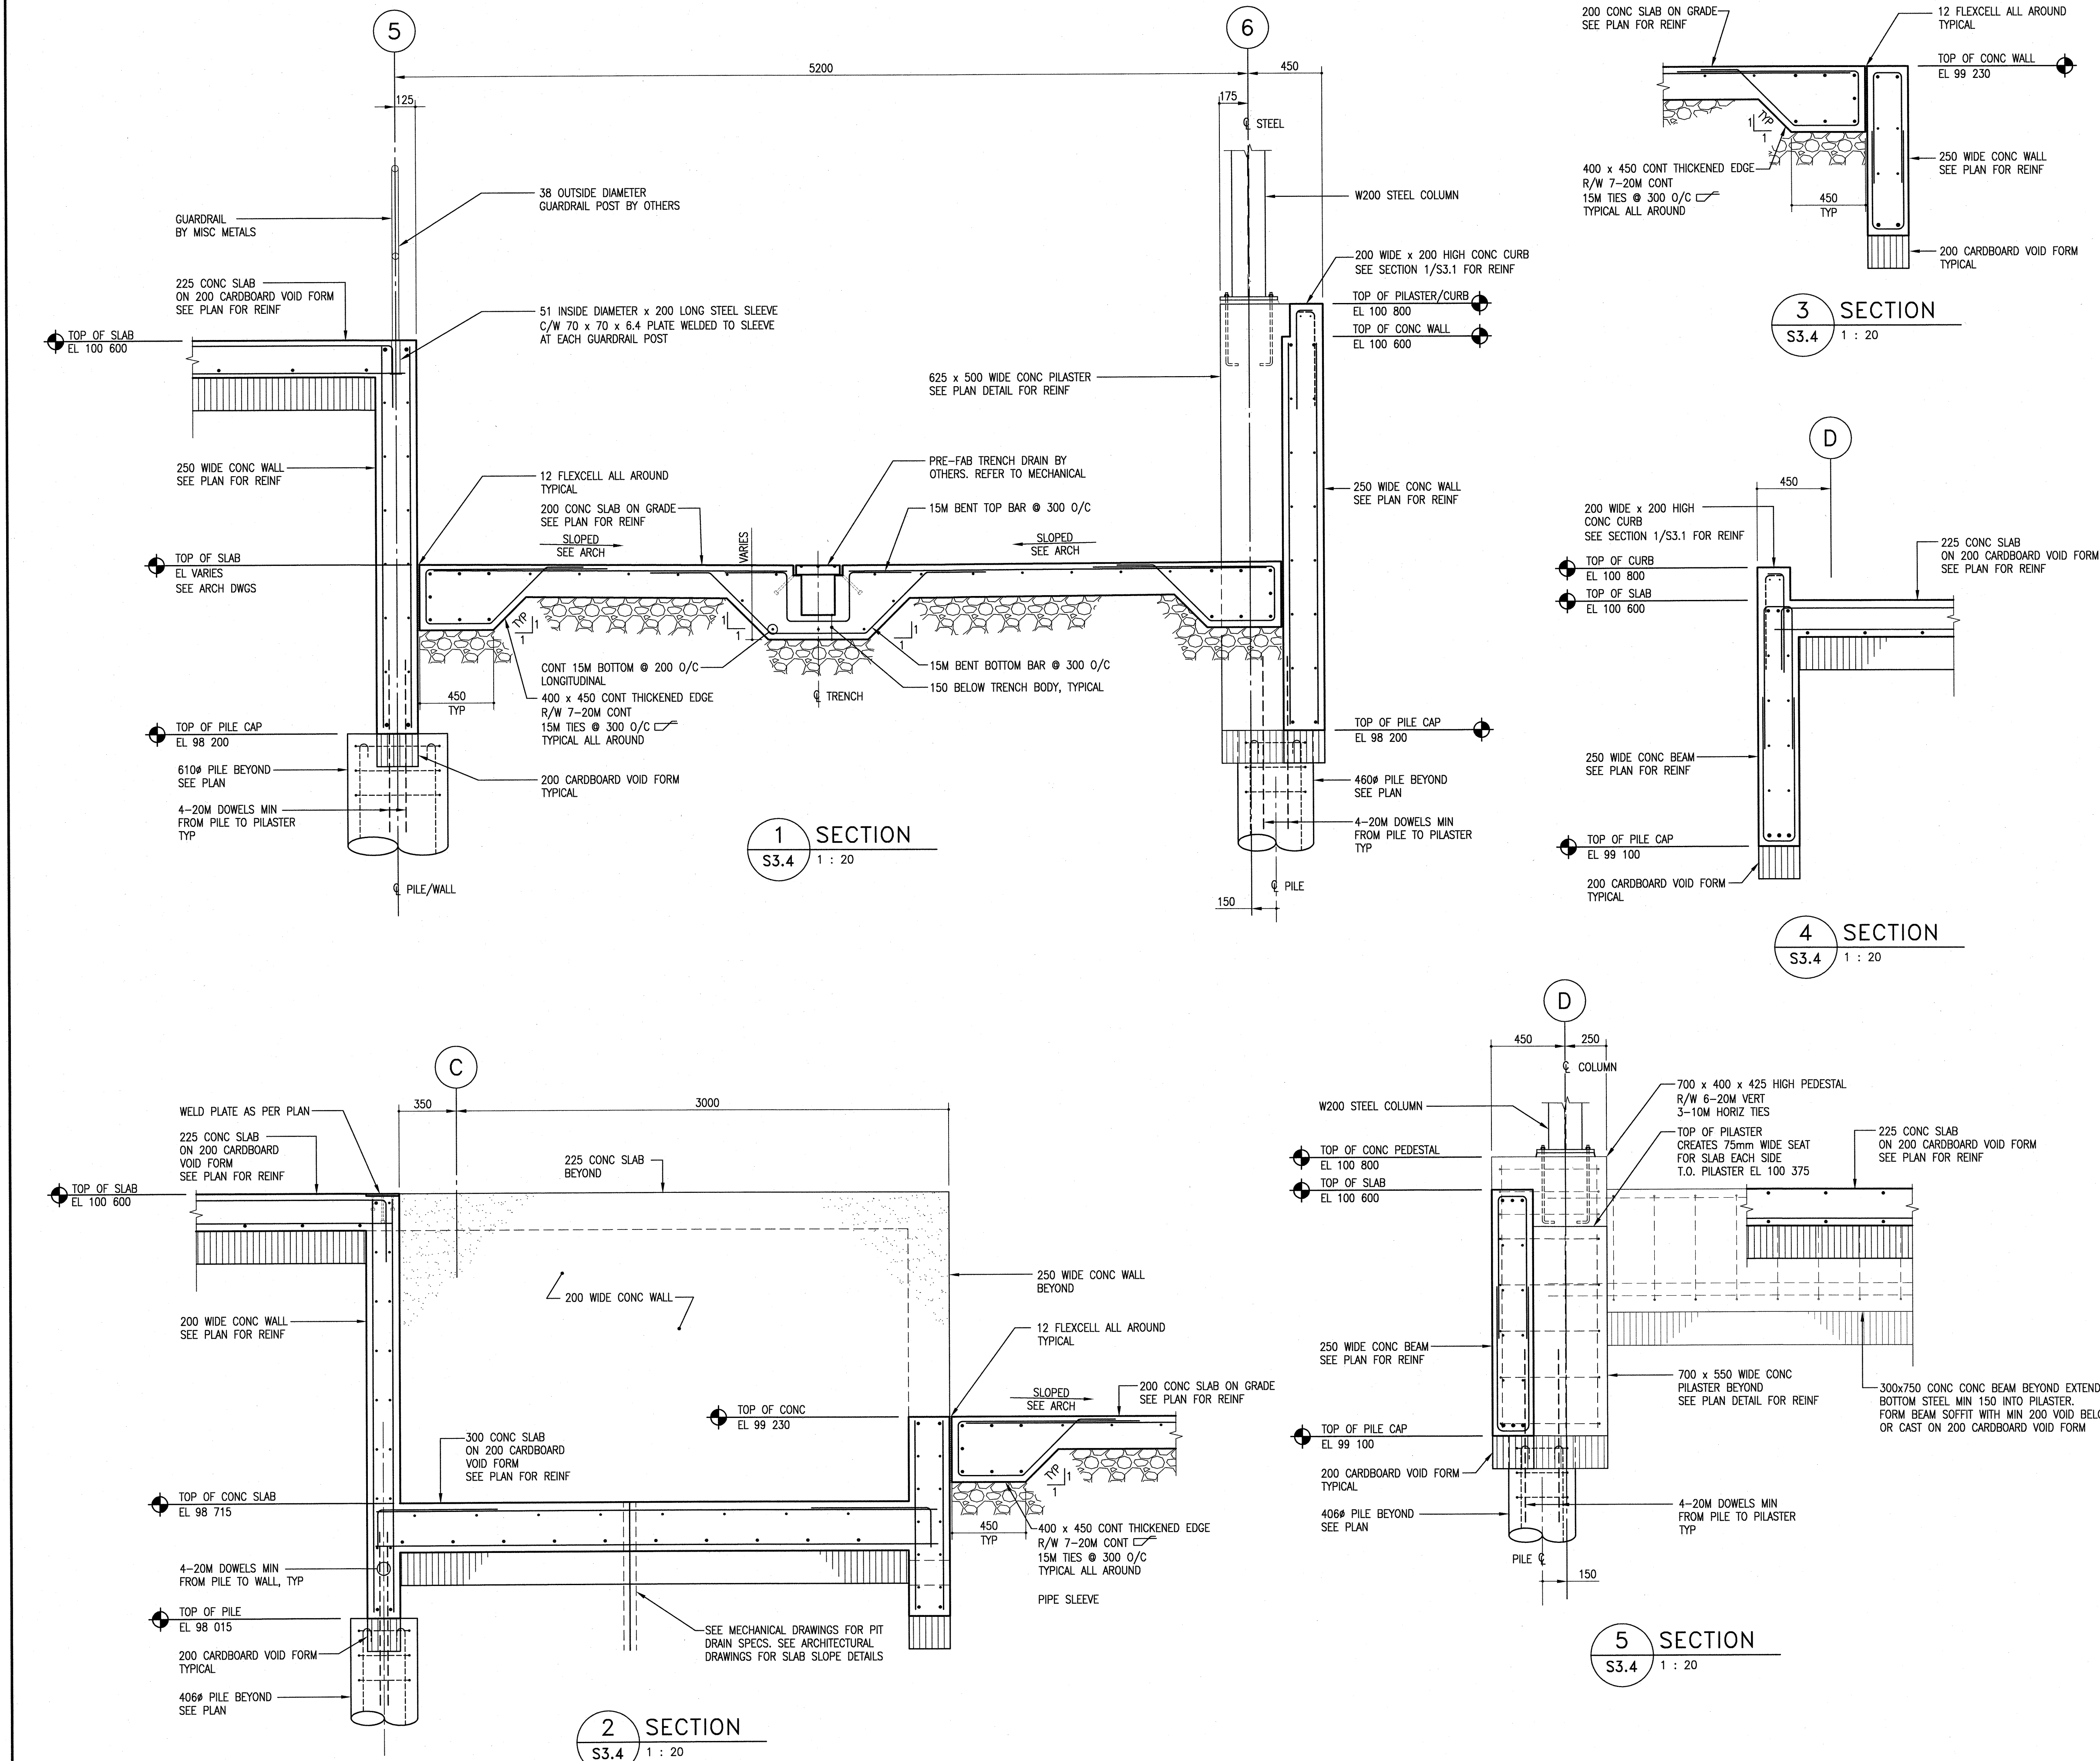 5
6
5200
450
125
175
℄ STEEL
GUARDRAIL
BY MISC METALS
38 OUTSIDE DIAMETER
GUARDRAIL POST BY OTHERS
W200 STEEL COLUMN
225 CONC SLAB
ON 200 CARDBOARD VOID FORM
SEE PLAN FOR REINF
51 INSIDE DIAMETER x 200 LONG STEEL SLEEVE
C/W 70 x 70 x 6.4 PLATE WELDED TO SLEEVE
AT EACH GUARDRAIL POST
200 WIDE x 200 HIGH CONC CURB
SEE SECTION 1/S3.1 FOR REINF
TOP OF PILASTER/CURB
EL 100 800
TOP OF CONC WALL
EL 100 600
TOP OF SLAB
EL 100 600
625 x 500 WIDE CONC PILASTER
SEE PLAN DETAIL FOR REINF
250 WIDE CONC WALL
SEE PLAN FOR REINF
12 FLEXCELL ALL AROUND
TYPICAL
PRE-FAB TRENCH DRAIN BY
OTHERS. REFER TO MECHANICAL
250 WIDE CONC WALL
SEE PLAN FOR REINF
200 CONC SLAB ON GRADE
SEE PLAN FOR REINF
15M BENT TOP BAR @ 300 O/C
SLOPED
SEE ARCH
VARIES
SLOPED
SEE ARCH
TOP OF SLAB
EL VARIES
SEE ARCH DWGS
TYP
1
1
1
1
1
1
CONT 15M BOTTOM @ 200 O/C
LONGITUDINAL
15M BENT BOTTOM BAR @ 300 O/C
150 BELOW TRENCH BODY, TYPICAL
450
TYP
400 x 450 CONT THICKENED EDGE
R/W 7-20M CONT
15M TIES @ 300 O/C
TYPICAL ALL AROUND
℄ TRENCH
TOP OF PILE CAP
EL 98 200
TOP OF PILE CAP
EL 98 200
610ø PILE BEYOND
SEE PLAN
200 CARDBOARD VOID FORM
TYPICAL
460ø PILE BEYOND
SEE PLAN
4-20M DOWELS MIN
FROM PILE TO PILASTER
TYP
4-20M DOWELS MIN
FROM PILE TO PILASTER
TYP
℄ PILE/WALL
℄ PILE
150
1
S3.4
SECTION
1 : 20
200 CONC SLAB ON GRADE
SEE PLAN FOR REINF
12 FLEXCELL ALL AROUND
TYPICAL
TOP OF CONC WALL
EL 99 230
TYP
1
1
400 x 450 CONT THICKENED EDGE
R/W 7-20M CONT
15M TIES @ 300 O/C
TYPICAL ALL AROUND
450
TYP
250 WIDE CONC WALL
SEE PLAN FOR REINF
200 CARDBOARD VOID FORM
TYPICAL
3
S3.4
SECTION
1 : 20
D
450
200 WIDE x 200 HIGH
CONC CURB
SEE SECTION 1/S3.1 FOR REINF
225 CONC SLAB
ON 200 CARDBOARD VOID FORM
SEE PLAN FOR REINF
TOP OF CURB
EL 100 800
TOP OF SLAB
EL 100 600
250 WIDE CONC BEAM
SEE PLAN FOR REINF
TOP OF PILE CAP
EL 99 100
200 CARDBOARD VOID FORM
TYPICAL
4
S3.4
SECTION
1 : 20
C
350
3000
WELD PLATE AS PER PLAN
225 CONC SLAB
ON 200 CARDBOARD
VOID FORM
SEE PLAN FOR REINF
225 CONC SLAB
BEYOND
TOP OF SLAB
EL 100 600
200 WIDE CONC WALL
250 WIDE CONC WALL
BEYOND
200 WIDE CONC WALL
SEE PLAN FOR REINF
12 FLEXCELL ALL AROUND
TYPICAL
SLOPED
SEE ARCH
200 CONC SLAB ON GRADE
SEE PLAN FOR REINF
TOP OF CONC
EL 99 230
300 CONC SLAB
ON 200 CARDBOARD
VOID FORM
SEE PLAN FOR REINF
TYP
1
1
TOP OF CONC SLAB
EL 98 715
450
TYP
400 x 450 CONT THICKENED EDGE
R/W 7-20M CONT
15M TIES @ 300 O/C
TYPICAL ALL AROUND
PIPE SLEEVE
4-20M DOWELS MIN
FROM PILE TO WALL, TYP
TOP OF PILE
EL 98 015
200 CARDBOARD VOID FORM
TYPICAL
SEE MECHANICAL DRAWINGS FOR PIT
DRAIN SPECS. SEE ARCHITECTURAL
DRAWINGS FOR SLAB SLOPE DETAILS
406ø PILE BEYOND
SEE PLAN
2
S3.4
SECTION
1 : 20
D
450
250
℄ COLUMN
W200 STEEL COLUMN
700 x 400 x 425 HIGH PEDESTAL
R/W 6-20M VERT
3-10M HORIZ TIES
TOP OF PILASTER
CREATES 75mm WIDE SEAT
FOR SLAB EACH SIDE
T.O. PILASTER EL 100 375
225 CONC SLAB
ON 200 CARDBOARD VOID FORM
SEE PLAN FOR REINF
TOP OF CONC PEDESTAL
EL 100 800
TOP OF SLAB
EL 100 600
250 WIDE CONC BEAM
SEE PLAN FOR REINF
700 x 550 WIDE CONC
PILASTER BEYOND
SEE PLAN DETAIL FOR REINF
300x750 CONC CONC BEAM BEYOND EXTEND
BOTTOM STEEL MIN 150 INTO PILASTER.
FORM BEAM SOFFIT WITH MIN 200 VOID
OR CAST ON 200 CARDBOARD VOID FORM
TOP OF PILE CAP
EL 99 100
200 CARDBOARD VOID FORM
TYPICAL
406ø PILE BEYOND
SEE PLAN
4-20M DOWELS MIN
FROM PILE TO PILASTER
TYP
PILE ℄
150
5
S3.4
SECTION
1 : 20